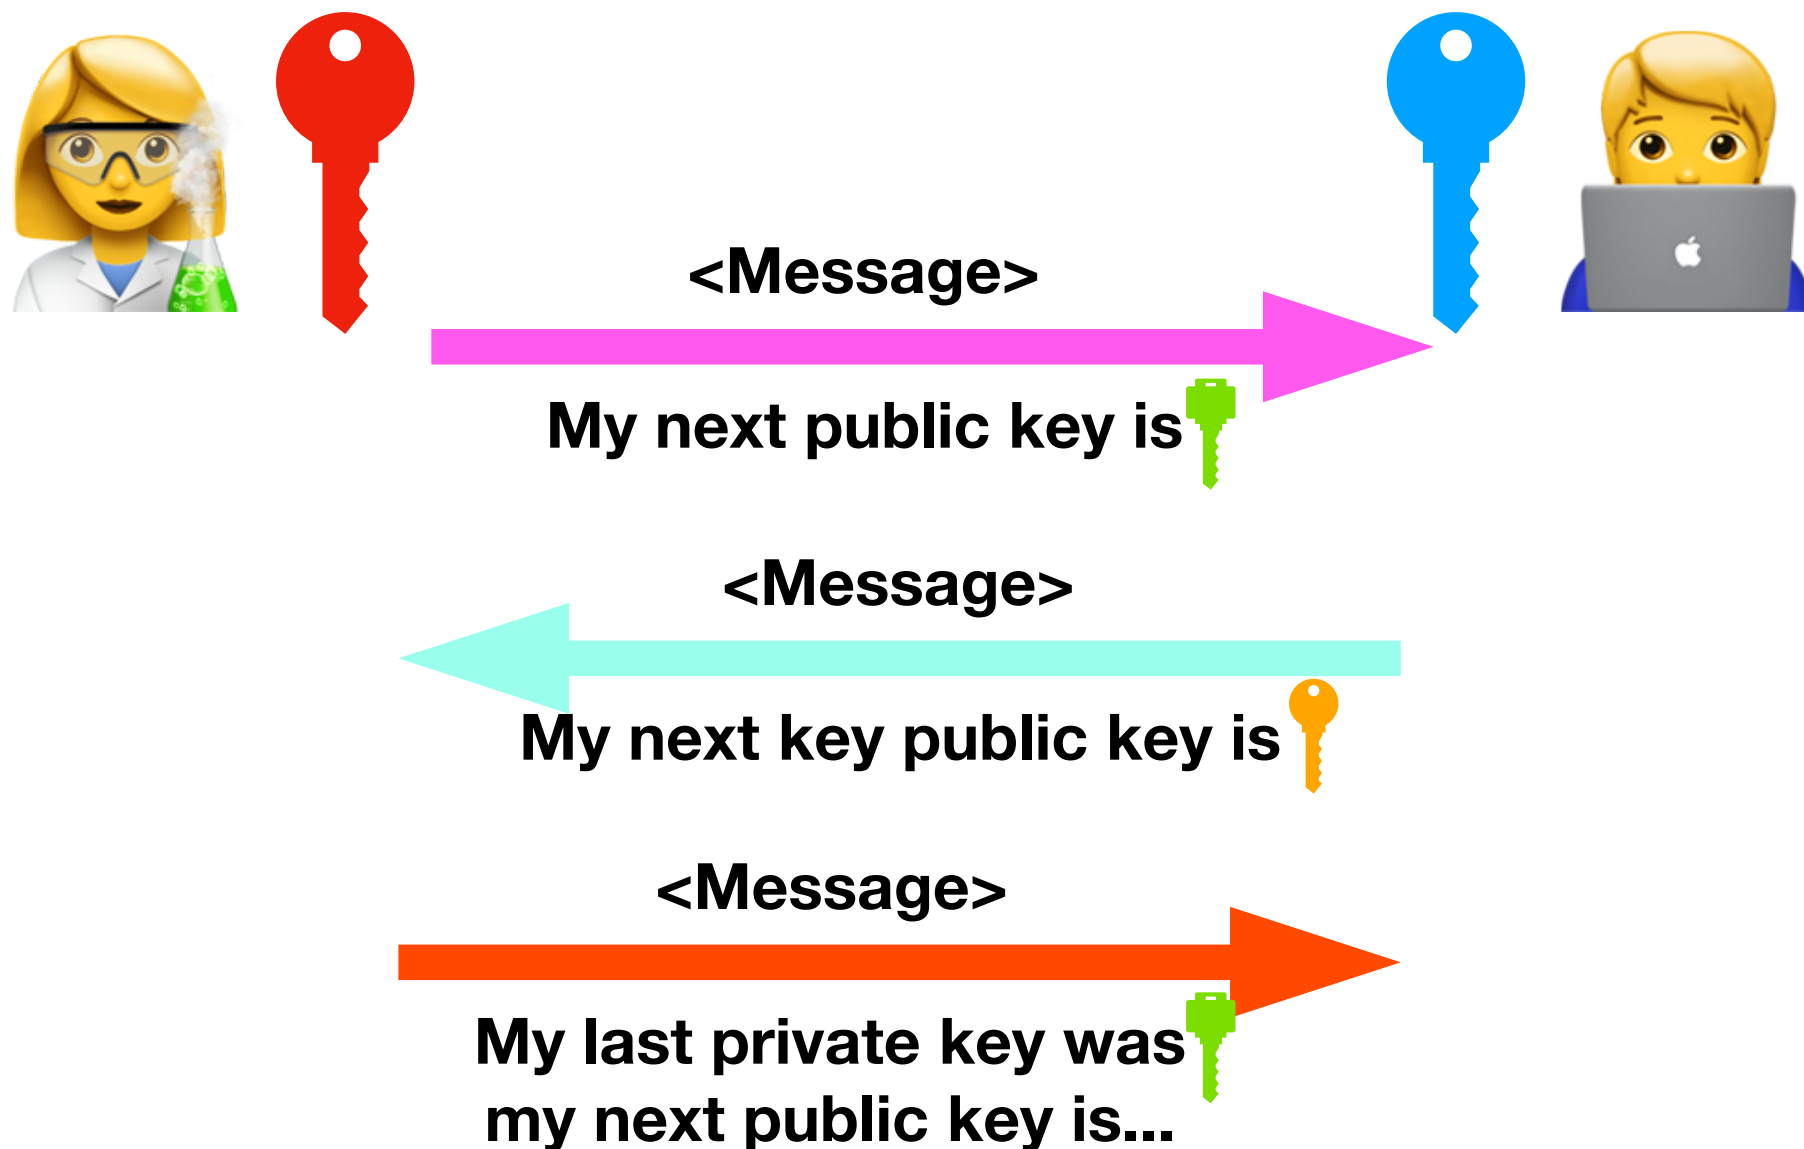 <Message>
My next public key is
<Message>
My next key public key is
<Message>
My last private key was
my next public key is...